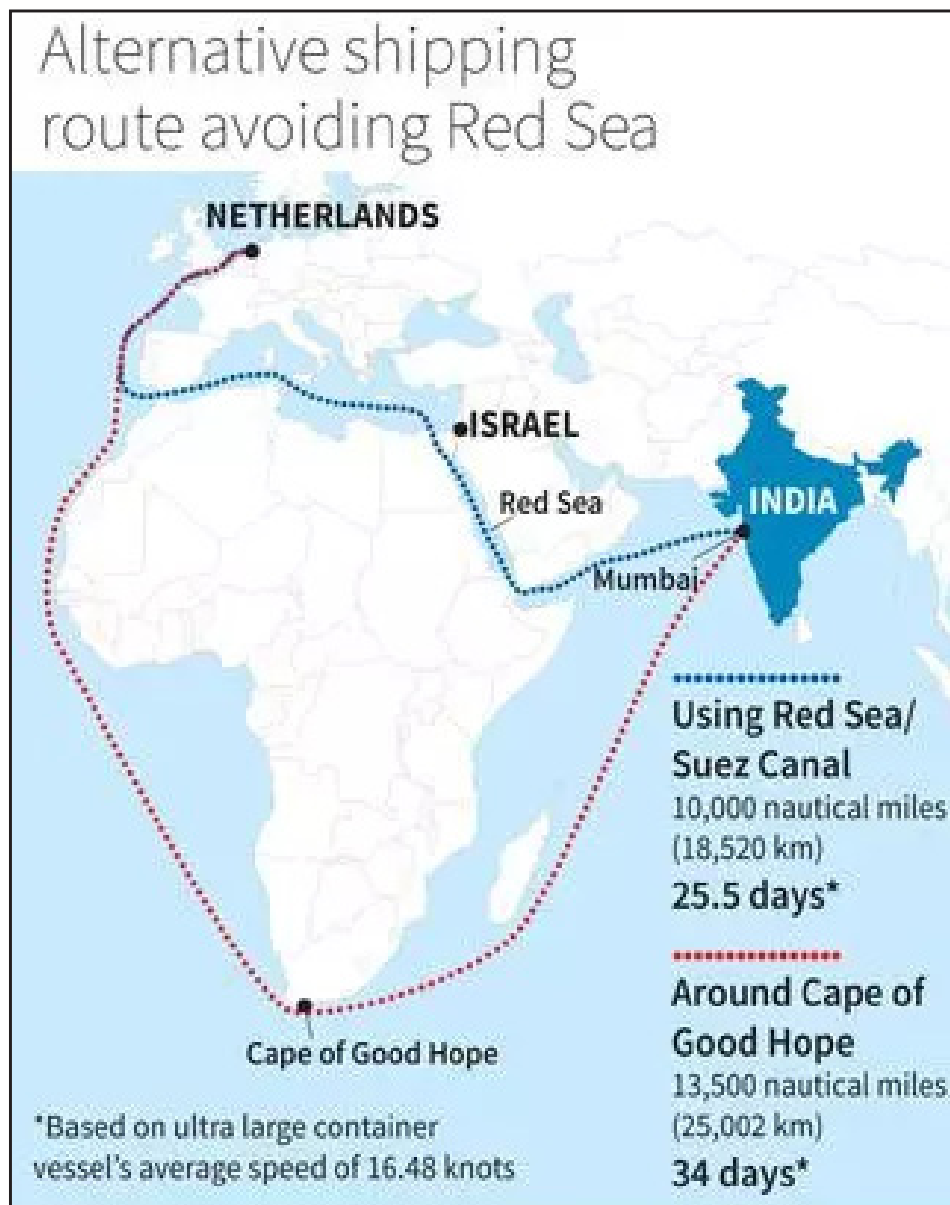 Alternative shipping
route avoiding Red Sea
NETHERLANDS
ISRAEL
Red Sea
INDIA
Mumbai
Using Red Sea/
Suez Canal
10,000 nautical miles
(18,520 km)
25.5 days*
Around Cape of
Good Hope
13,500 nautical miles
(25,002 km)
34 days*
Cape of Good Hope
*Based on ultra large container
vessel's average speed of 16.48 knots